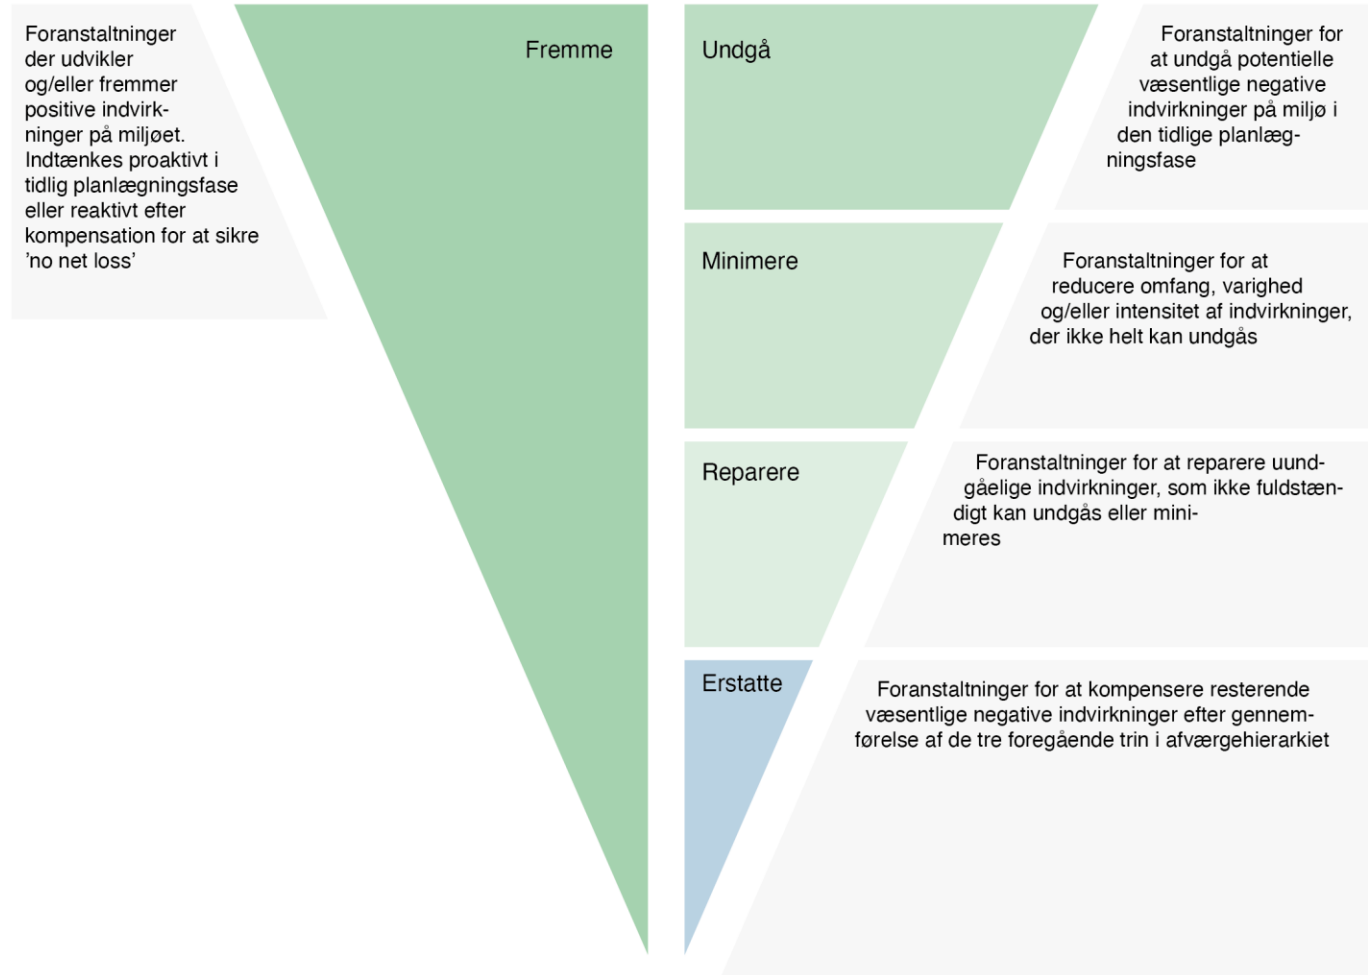 Foranstaltninger
der udvikler
og/eller fremmer
positive indvirk-
ninger på miljøet.
Indtænkes proaktivt i
tidlig planlægningsfase
eller reaktivt efter
kompensation for at sikre
'no net loss'
Fremme
Undgå
Foranstaltninger for
at undgå potentielle
væsentlige negative
indvirkninger på miljø i
den tidlige planlæg-
ningsfase
Minimere
Foranstaltninger for at
reducere omfang, varighed
og/eller intensitet af indvirkninger,
der ikke helt kan undgås
Reparere
Foranstaltninger for at reparere uund-
gåelige indvirkninger, som ikke fuldstæn-
digt kan undgås eller mini-
meres
Erstatte
Foranstaltninger for at kompensere resterende
væsentlige negative indvirkninger efter gennem-
førelse af de tre foregående trin i afværgehierarkiet